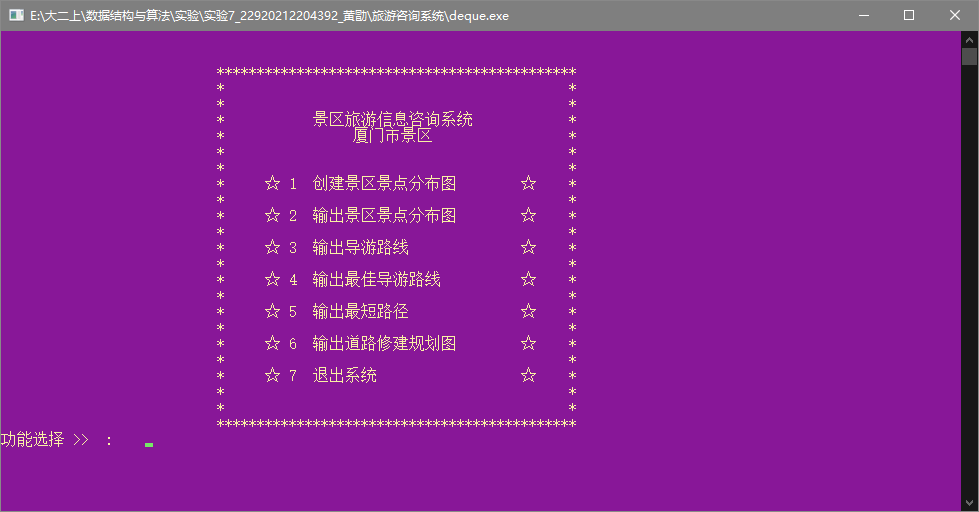 E:\大二上\数据结构与算法\实验\实验7_22920212204392_黄勖\旅游咨询系统\deque.exe
*********************************************
*                                           *
*                                           *
*           景区旅游信息咨询系统            *
*                厦门市景区                 *
*                                           *
*                                           *
*     ☆ 1  创建景区景点分布图        ☆    *
*                                           *
*     ☆ 2  输出景区景点分布图        ☆    *
*                                           *
*     ☆ 3  输出导游路线              ☆    *
*                                           *
*     ☆ 4  输出最佳导游路线          ☆    *
*                                           *
*     ☆ 5  输出最短路径              ☆    *
*                                           *
*     ☆ 6  输出道路修建规划图        ☆    *
*                                           *
*     ☆ 7  退出系统                  ☆    *
*                                           *
*                                           *
*********************************************
功能选择 >>  :